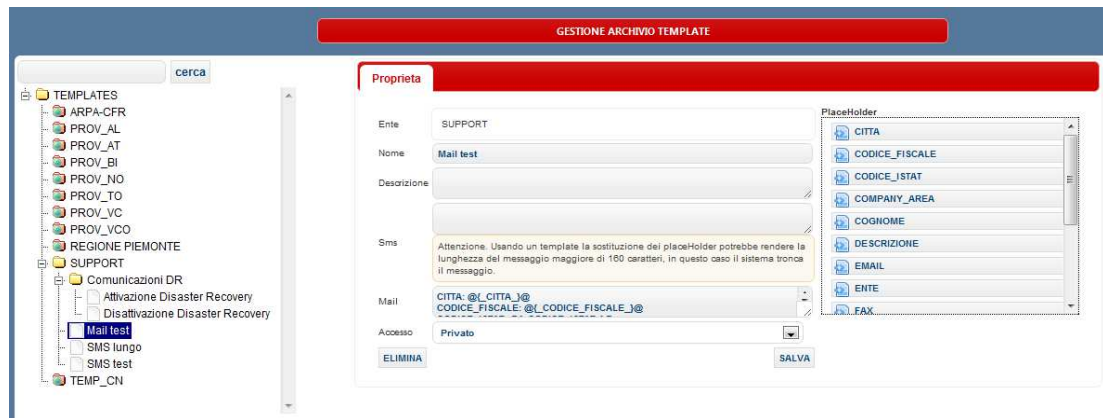 GESTIONE ARCHIVIO TEMPLATE
cerca
TEMPLATES
ARPA-CFR
PROV_AL
PROV_AT
PROV_BI
PROV_NO
PROV_TO
PROV_VC
PROV_VCO
REGIONE PIEMONTE
SUPPORT
Comunicazioni DR
Attivazione Disaster Recovery
Disattivazione Disaster Recovery
Mail test
SMS lungo
SMS test
TEMP_CN
Proprieta
Ente
SUPPORT
Nome
Mail test
Descrizione
Sms
Attenzione. Usando un template la sostituzione dei placeHolder potrebbe rendere la
lunghezza del messaggio maggiore di 160 caratteri, in questo caso il sistema tronca
il messaggio.
Mail
CITTA: @{_CITTA_}@
CODICE_FISCALE: @{_CODICE_FISCALE_}@
Accesso
Privato
ELIMINA
SALVA
PlaceHolder
CITTA
CODICE_FISCALE
CODICE_ISTAT
COMPANY_AREA
COGNOME
DESCRIZIONE
EMAIL
ENTE
FAX